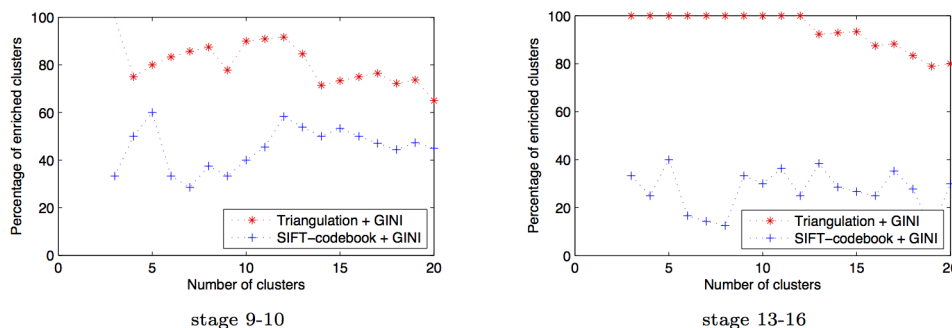 100
80
60
40
20
0
Percentage of enriched clusters
Triangulation + GINI
SIFT−codebook + GINI
0 5 10 15 20
Number of clusters
stage 9-10
100
80
60
40
20
0
Percentage of enriched clusters
Triangulation + GINI
SIFT−codebook + GINI
0 5 10 15 20
Number of clusters
stage 13-16